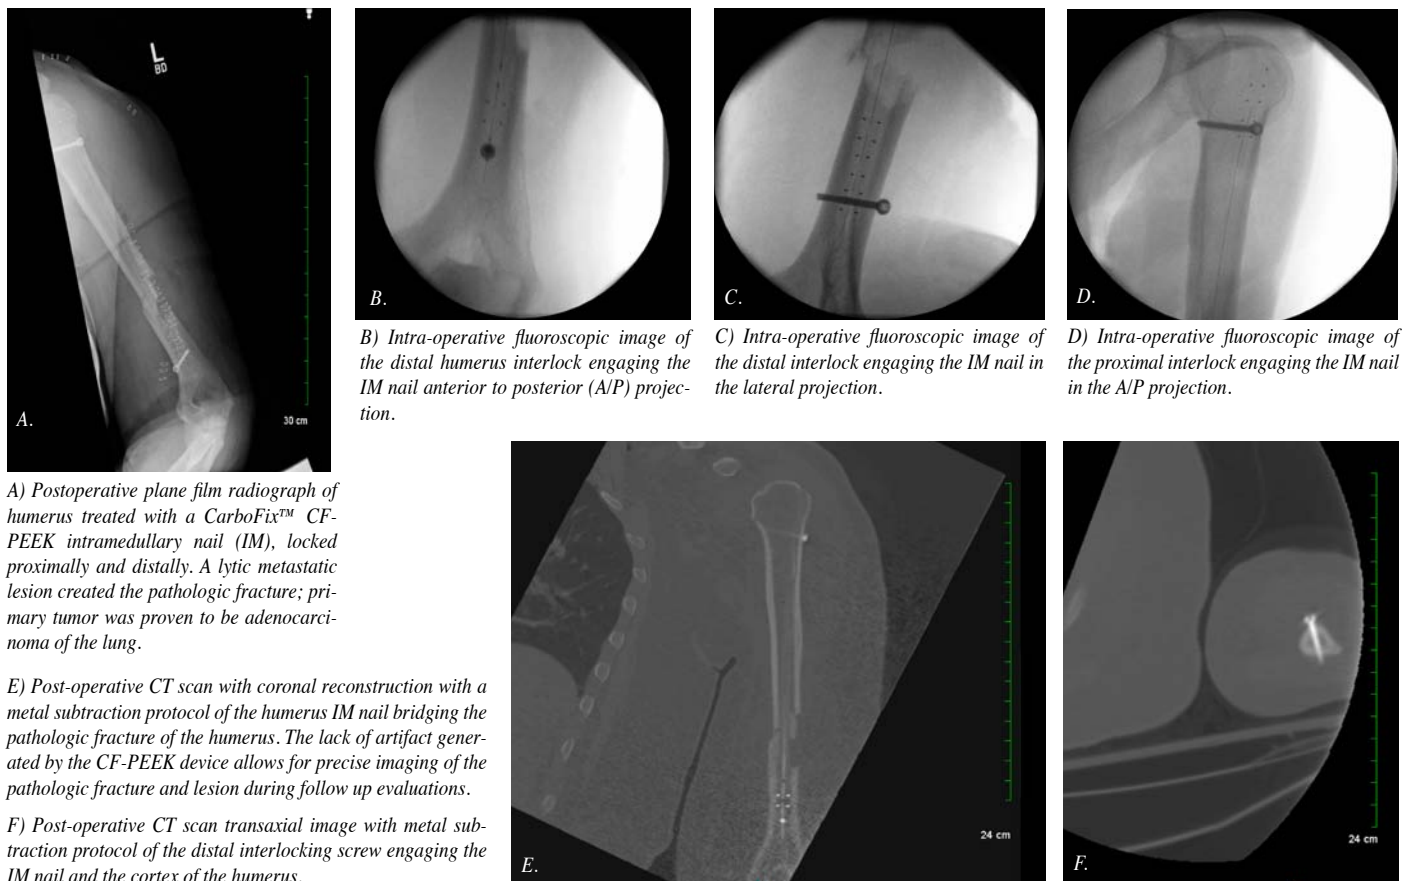 L
BD
30 cm
A.
B.
C.
D.
B) Intra-operative fluoroscopic image of
the distal humerus interlock engaging the
IM nail anterior to posterior (A/P) projec-
tion.
C) Intra-operative fluoroscopic image of
the distal interlock engaging the IM nail in
the lateral projection.
D) Intra-operative fluoroscopic image of
the proximal interlock engaging the IM nail
in the A/P projection.
A) Postoperative plane film radiograph of
humerus treated with a CarboFix™ CF-
PEEK intramedullary nail (IM), locked
proximally and distally. A lytic metastatic
lesion created the pathologic fracture; pri-
mary tumor was proven to be adenocarci-
noma of the lung.
E) Post-operative CT scan with coronal reconstruction with a
metal subtraction protocol of the humerus IM nail bridging the
pathologic fracture of the humerus. The lack of artifact gener-
ated by the CF-PEEK device allows for precise imaging of the
pathologic fracture and lesion during follow up evaluations.
F) Post-operative CT scan transaxial image with metal sub-
traction protocol of the distal interlocking screw engaging the
IM nail and the cortex of the humerus.
24 cm
E.
24 cm
F.